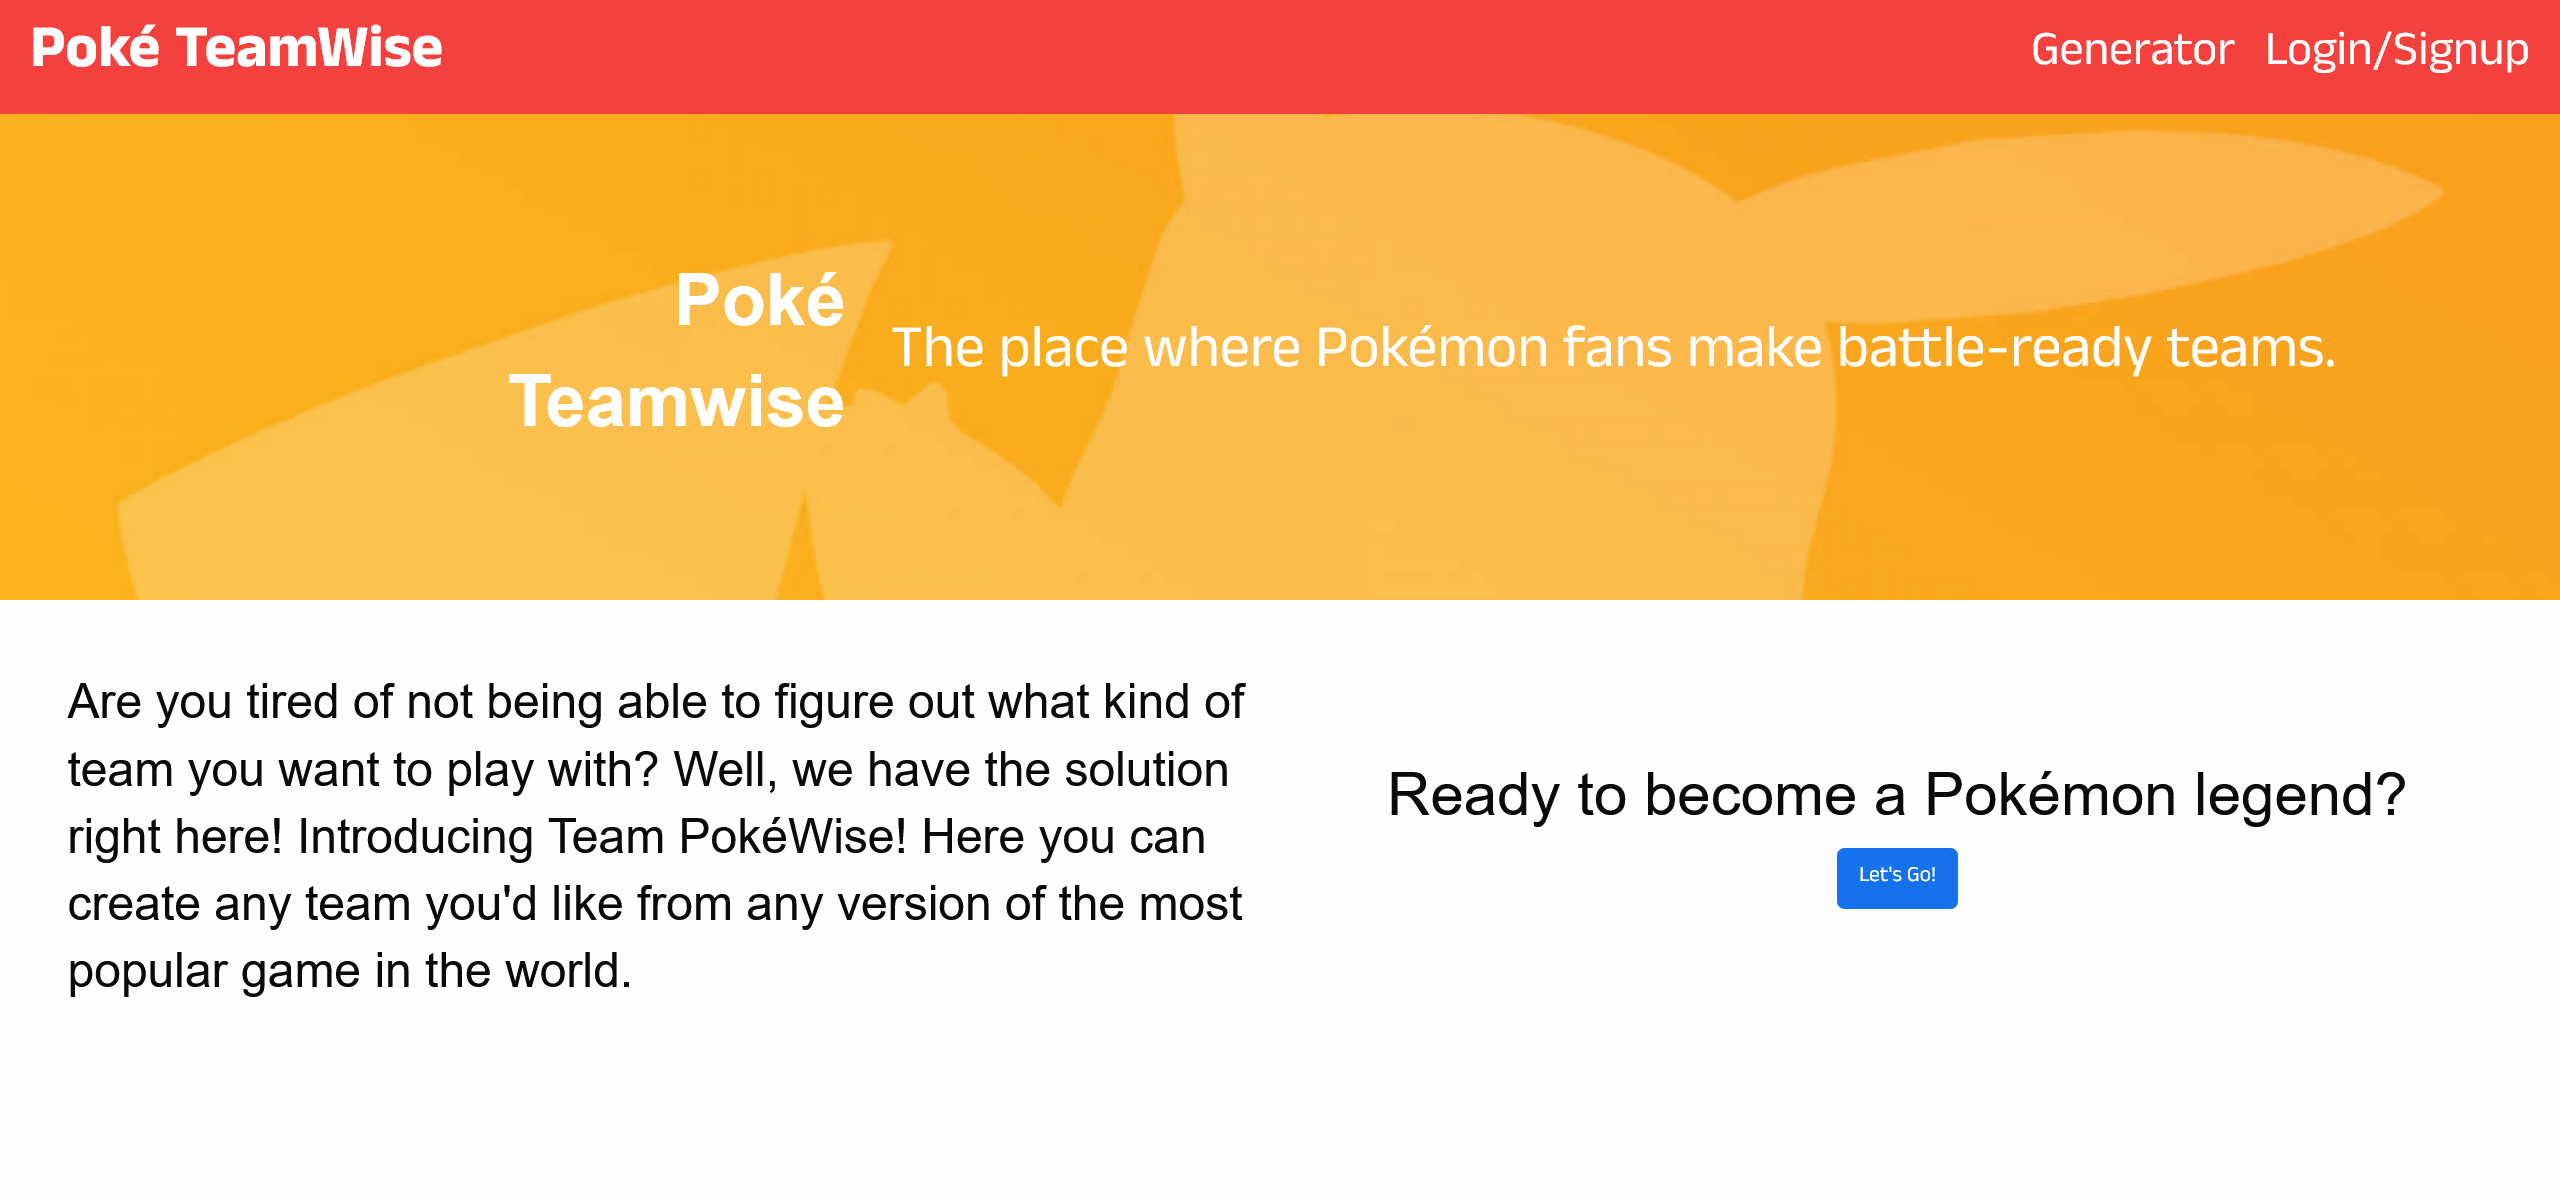 Poké TeamWise
Generator Login/Signup
Poké
Teamwise
The place where Pokémon fans make battle-ready teams.
Are you tired of not being able to figure out what kind of
team you want to play with? Well, we have the solution
right here! Introducing Team PokéWise! Here you can
create any team you'd like from any version of the most
popular game in the world.
Ready to become a Pokémon legend?
Let's Go!